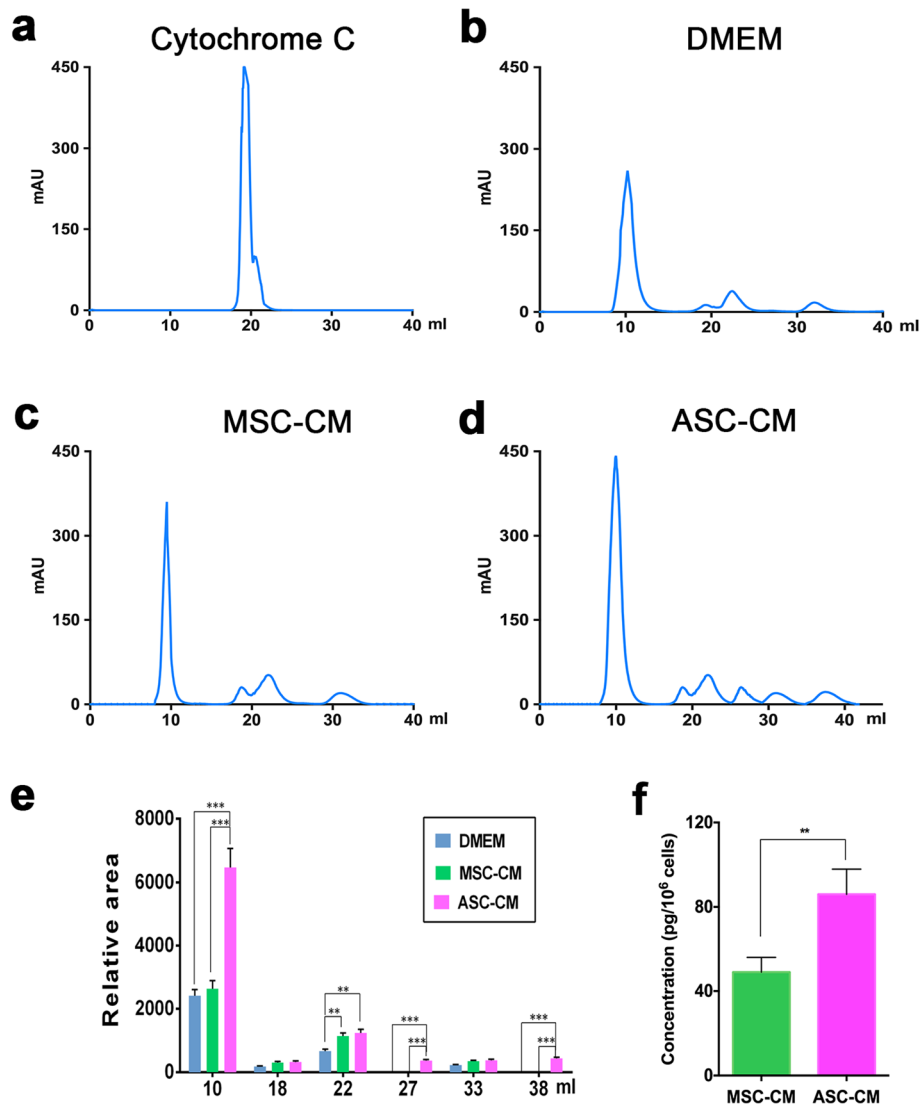 a
Cytochrome C
450
300
150
0
mAU
0 10 20 30 40 ml
b
DMEM
450
300
150
0
mAU
0 10 20 30 40 ml
c
MSC-CM
450
300
150
0
mAU
0 10 20 30 40 ml
d
ASC-CM
450
300
150
0
mAU
0 10 20 30 40 ml
e
8000
6000
4000
2000
0
Relative area
***
***
**
**
***
***
***
***
DMEM
MSC-CM
ASC-CM
10 18 22 27 33 38 ml
f
120
80
40
0
Concentration (pg/10⁶ cells)
**
MSC-CM ASC-CM